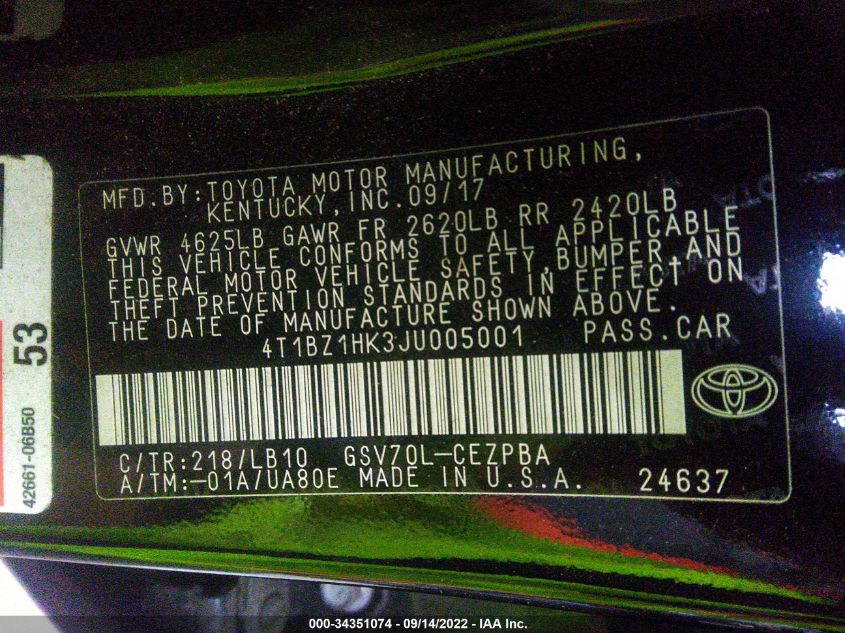 MFD.BY:TOYOTA MOTOR MANUFACTURING,
KENTUCKY,INC.09/17
GVWR 4625LB GAWR FR 2620LB RR 2420LB
THIS VEHICLE CONFORMS TO ALL APPLICABLE
FEDERAL MOTOR VEHICLE SAFETY,BUMPER,AND
THEFT PREVENTION STANDARDS IN EFFECT ON
THE DATE OF MANUFACTURE SHOWN ABOVE.
4T1BZ1HK3JU005001 PASS.CAR
C/TR:218/LB10 GSV70L-CEZPBA
A/TM:-01A/UA80E MADE IN U.S.A. 24637
53
42661-06B50
000-34351074 - 09/14/2022 - IAA Inc.